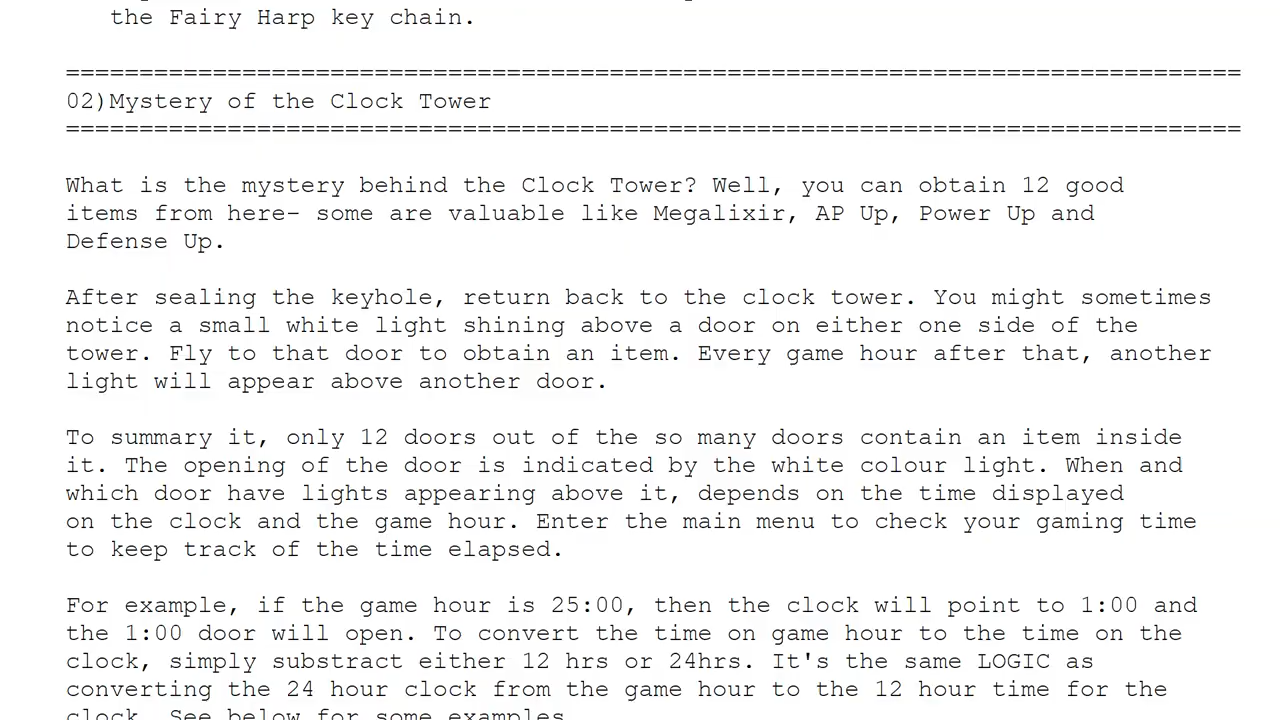 the Fairy Harp key chain.
================================================================================
02)Mystery of the Clock Tower
================================================================================
What is the mystery behind the Clock Tower? Well, you can obtain 12 good
items from here- some are valuable like Megalixir, AP Up, Power Up and
Defense Up.
After sealing the keyhole, return back to the clock tower. You might sometimes
notice a small white light shining above a door on either one side of the
tower. Fly to that door to obtain an item. Every game hour after that, another
light will appear above another door.
To summary it, only 12 doors out of the so many doors contain an item inside
it. The opening of the door is indicated by the white colour light. When and
which door have lights appearing above it, depends on the time displayed
on the clock and the game hour. Enter the main menu to check your gaming time
to keep track of the time elapsed.
For example, if the game hour is 25:00, then the clock will point to 1:00 and
the 1:00 door will open. To convert the time on game hour to the time on the
clock, simply substract either 12 hrs or 24hrs. It's the same LOGIC as
converting the 24 hour clock from the game hour to the 12 hour time for the
clock. See below for some examples